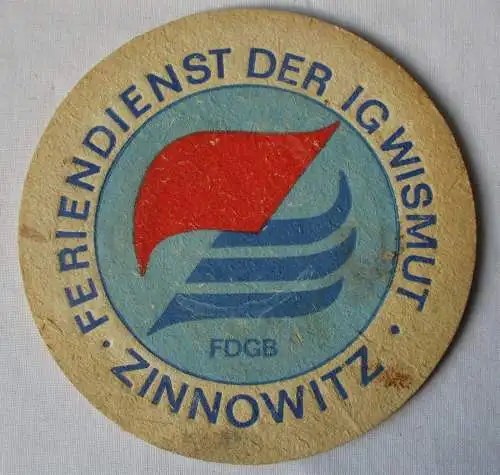 · FERIENDIENST DER IG WISMUT ·
ZINNOWITZ
FDGB